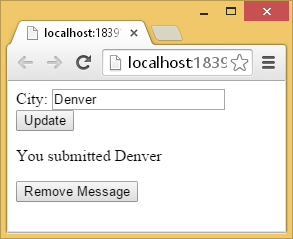 localhost:1839
localhost:1839
City: Denver
Update
You submitted Denver
Remove Message